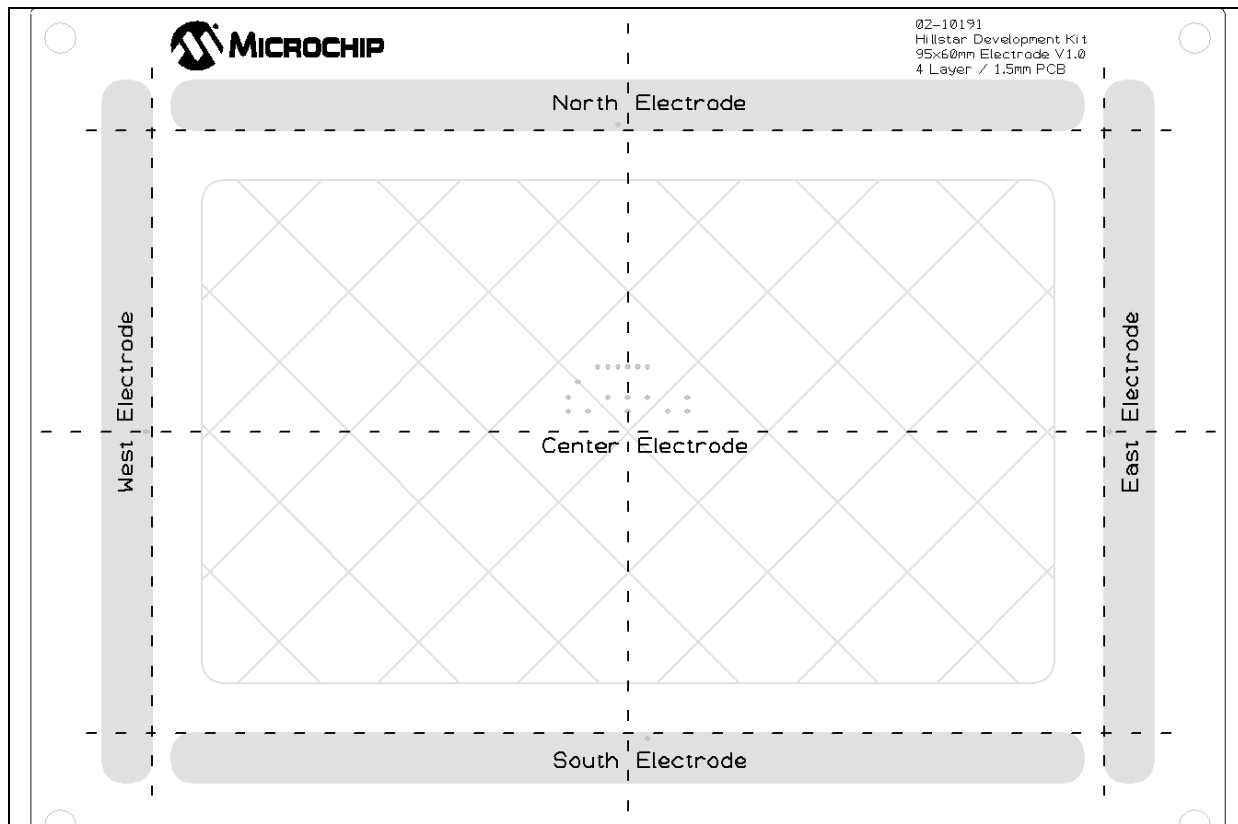 MICROCHIP
02-10191
Hillstar Development Kit
95x60mm Electrode V1.0
4 Layer / 1.5mm PCB
North Electrode
West Electrode
Center Electrode
East Electrode
South Electrode